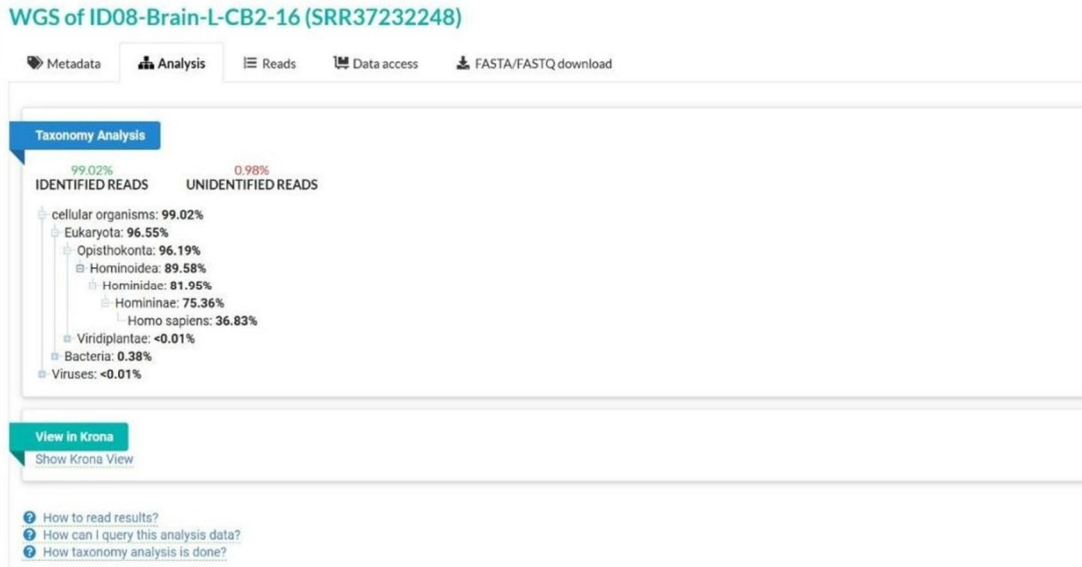 WGS of ID08-Brain-L-CB2-16 (SRR37232248)
Metadata Analysis Reads Data access FASTA/FASTQ download
Taxonomy Analysis
99.02% 0.98%
IDENTIFIED READS UNIDENTIFIED READS
cellular organisms: 99.02%
Eukaryota: 96.55%
Opisthokonta: 96.19%
Hominoidea: 89.58%
Hominidae: 81.95%
Homininae: 75.36%
Homo sapiens: 36.83%
Viridiplantae: <0.01%
Bacteria: 0.38%
Viruses: <0.01%
View in Krona
Show Krona View
How to read results?
How can I query this analysis data?
How taxonomy analysis is done?